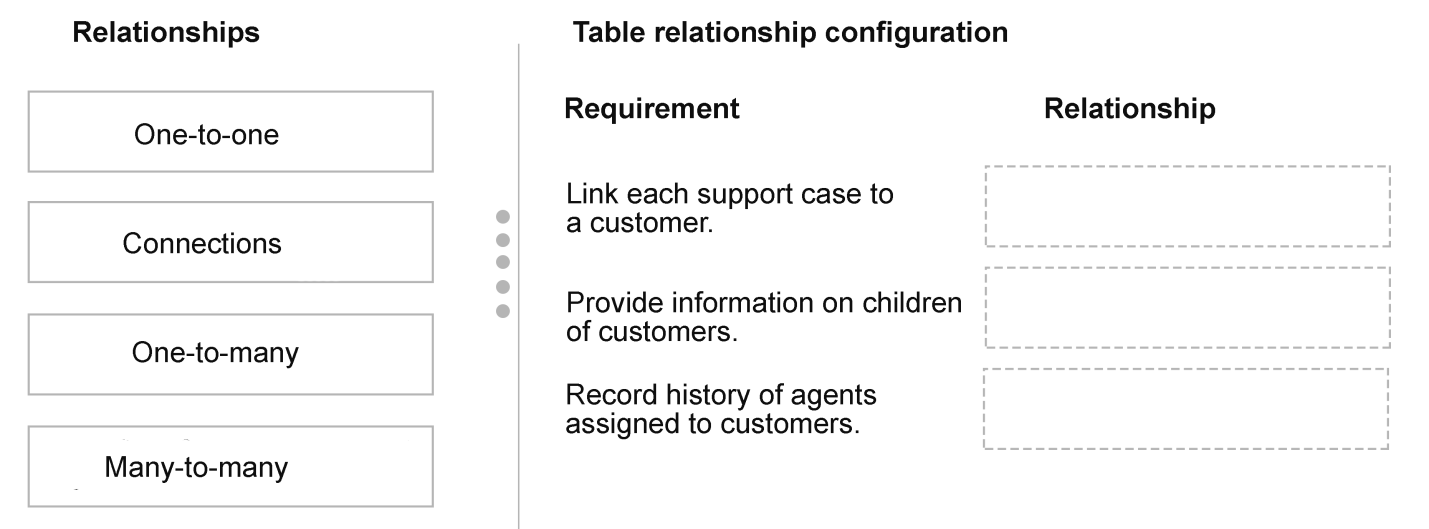 Relationships
Table relationship configuration
Requirement
Relationship
One-to-one
Connections
One-to-many
Many-to-many
Link each support case to
a customer.
Provide information on children
of customers.
Record history of agents
assigned to customers.